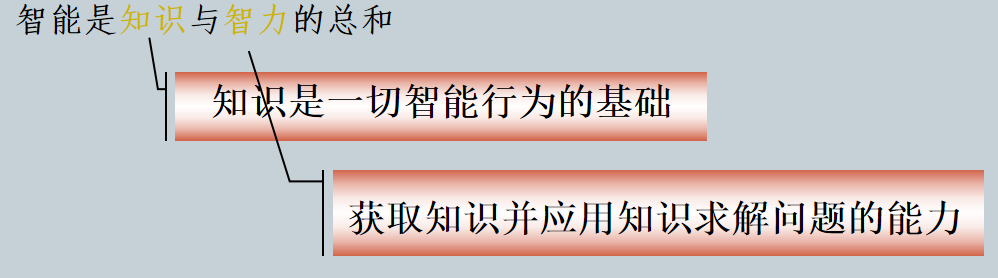 智能是知识与智力的总和
知识是一切智能行为的基础
获取知识并应用知识求解问题的能力